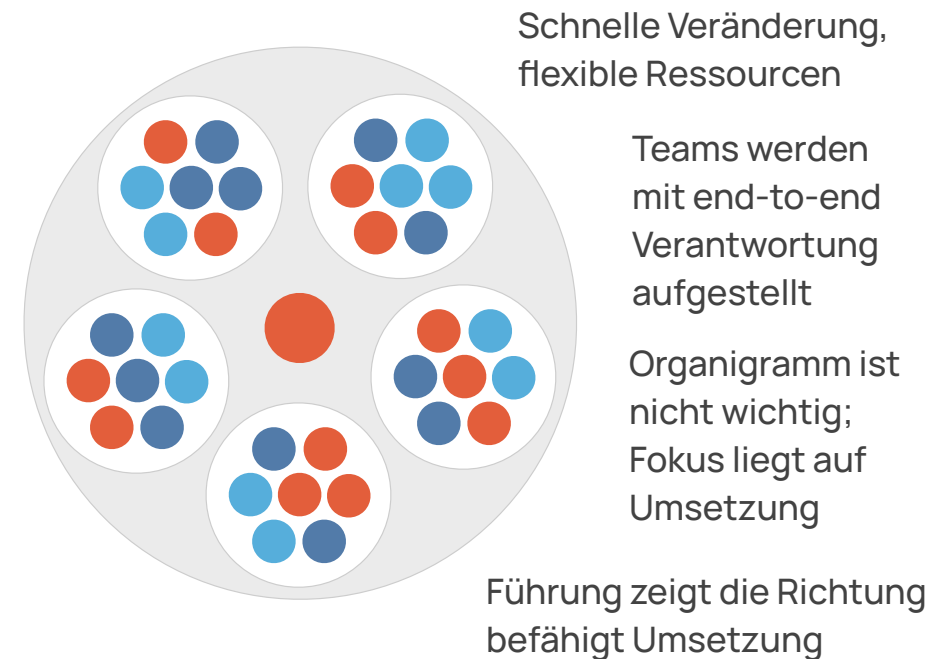 Schnelle Veränderung,
flexible Ressourcen
Teams werden
mit end-to-end
Verantwortung
aufgestellt
Organigramm ist
nicht wichtig;
Fokus liegt auf
Umsetzung
Führung zeigt die Richtung
befähigt Umsetzung